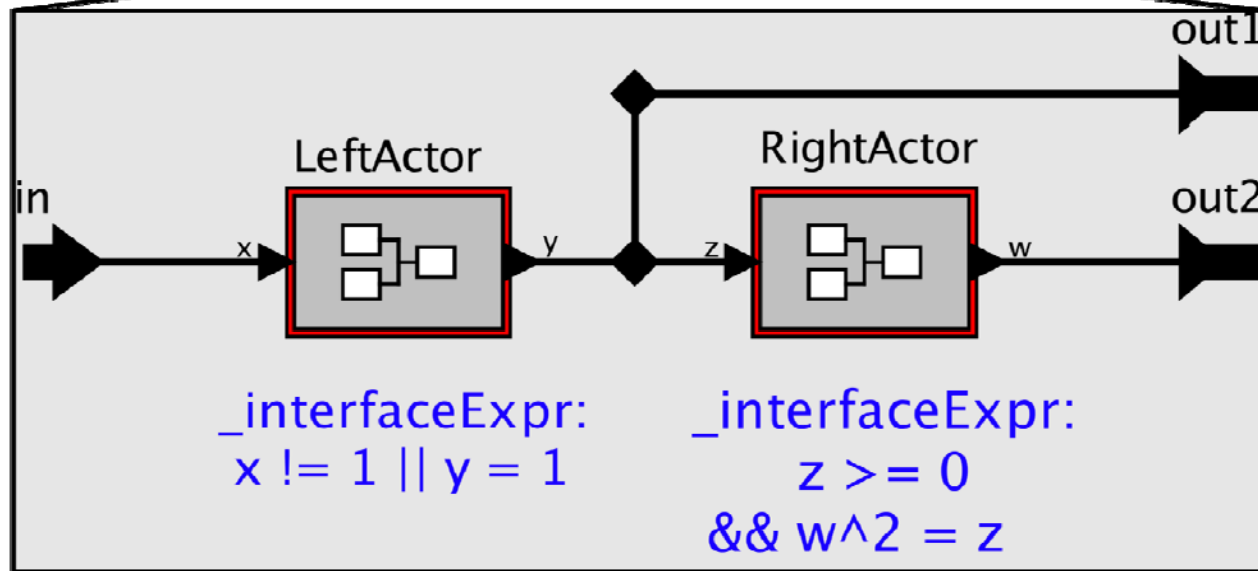 out1
LeftActor
RightActor
in
out2
x
y
z
w
_interfaceExpr:
x != 1 || y = 1
_interfaceExpr:
z >= 0
&& w^2 = z